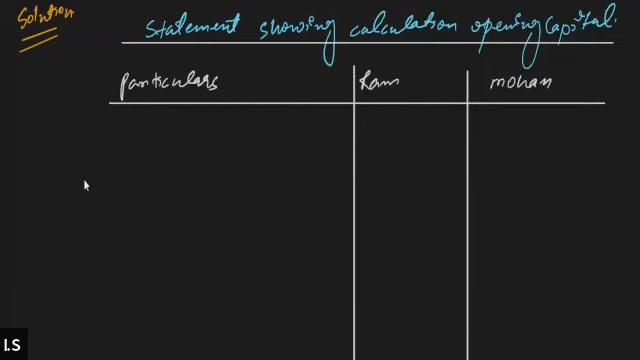 Solution
Statement showing calculation opening Capital.
particulars Ram mohan
I.S